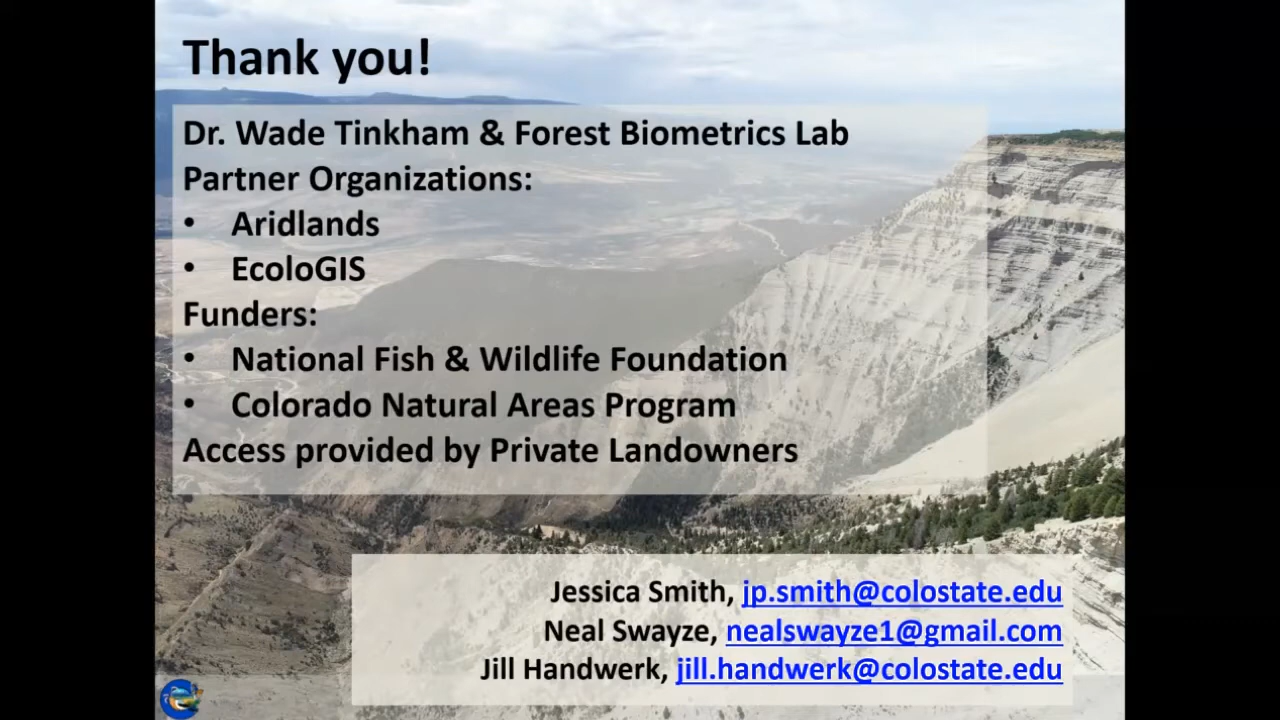 Thank you!
Dr. Wade Tinkham & Forest Biometrics Lab
Partner Organizations:
• Aridlands
• EcoloGIS
Funders:
• National Fish & Wildlife Foundation
• Colorado Natural Areas Program
Access provided by Private Landowners
Jessica Smith, jp.smith@colostate.edu
Neal Swayze, nealswayze1@gmail.com
Jill Handwerk, jill.handwerk@colostate.edu